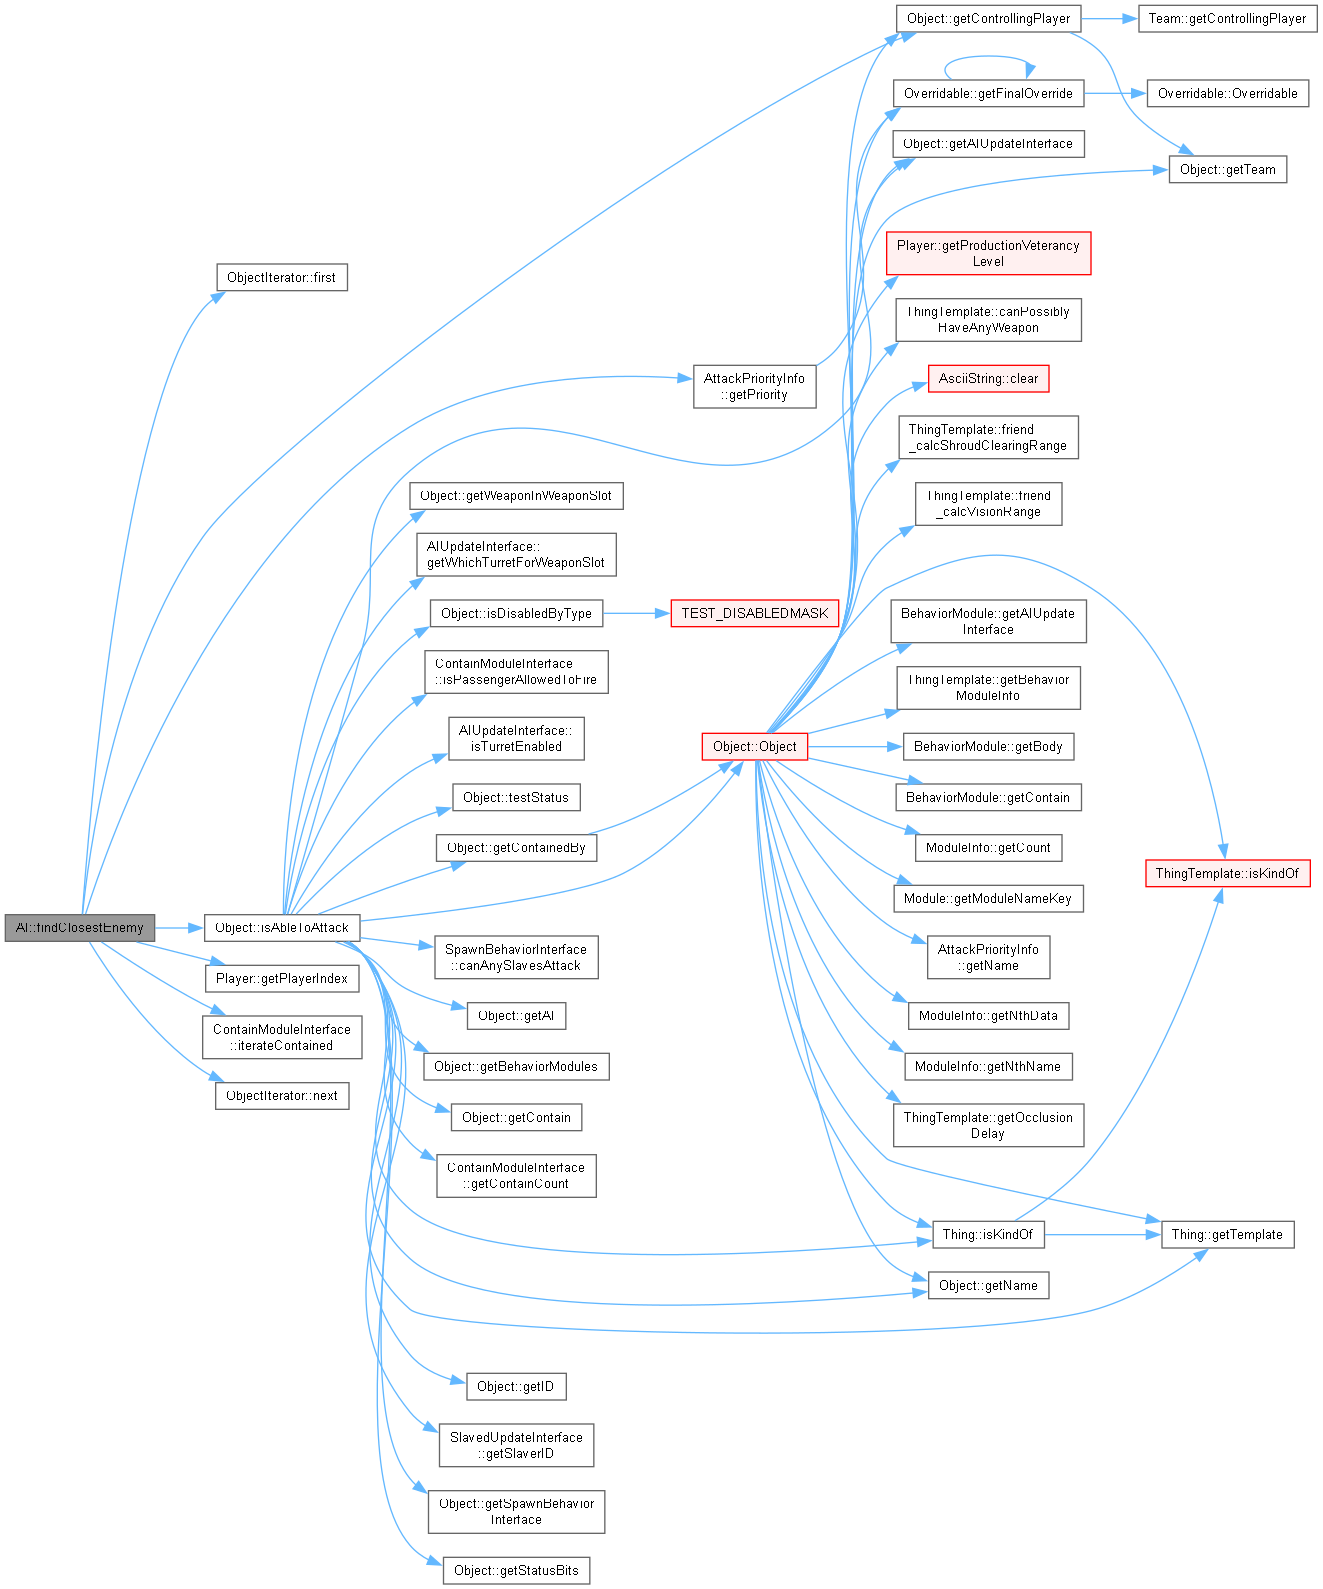 Object::getControllingPlayer
Team::getControllingPlayer
Overridable::getFinalOverride
Overridable::Overridable
Object::getAIUpdateInterface
Object::getTeam
Player::getProductionVeterancy
Level
ObjectIterator::first
ThingTemplate::canPossibly
HaveAnyWeapon
AttackPriorityInfo
::getPriority
AsciiString::clear
ThingTemplate::friend
_calcShroudClearingRange
Object::getWeaponInWeaponSlot
ThingTemplate::friend
_calcVisionRange
AIUpdateInterface::
getWhichTurretForWeaponSlot
Object::isDisabledByType
TEST_DISABLEDMASK
BehaviorModule::getAIUpdate
Interface
ContainModuleInterface
::isPassengerAllowedToFire
ThingTemplate::getBehavior
ModuleInfo
AIUpdateInterface::
isTurretEnabled
Object::Object
BehaviorModule::getBody
Object::testStatus
BehaviorModule::getContain
Object::getContainedBy
ModuleInfo::getCount
ThingTemplate::isKindOf
Module::getModuleNameKey
AI::findClosestEnemy
Object::isAbleToAttack
SpawnBehaviorInterface
::canAnySlavesAttack
AttackPriorityInfo
::getName
Player::getPlayerIndex
Object::getAI
ModuleInfo::getNthData
ContainModuleInterface
::iterateContained
Object::getBehaviorModules
ModuleInfo::getNthName
ObjectIterator::next
Object::getContain
ThingTemplate::getOcclusion
Delay
ContainModuleInterface
::getContainCount
Thing::isKindOf
Thing::getTemplate
Object::getName
Object::getID
SlavedUpdateInterface
::getSlaverID
Object::getSpawnBehavior
Interface
Object::getStatusBits